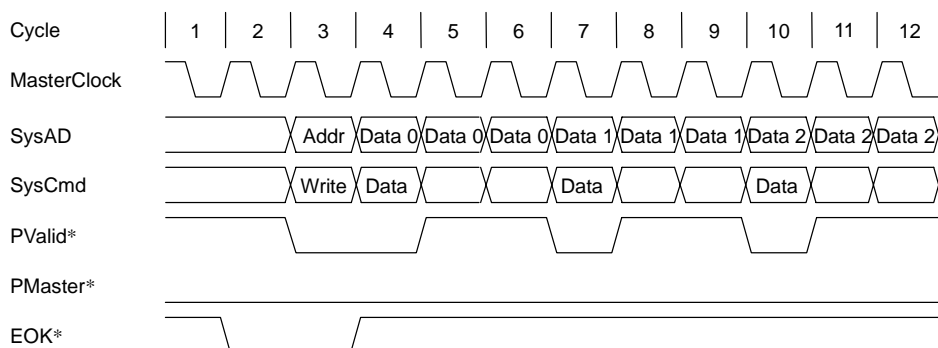 Cycle 1 2 3 4 5 6 7 8 9 10 11 12
MasterClock
SysAD Addr Data 0 Data 0 Data 0 Data 1 Data 1 Data 1 Data 2 Data 2 Data 2
SysCmd Write Data Data Data
PValid*
PMaster*
EOK*